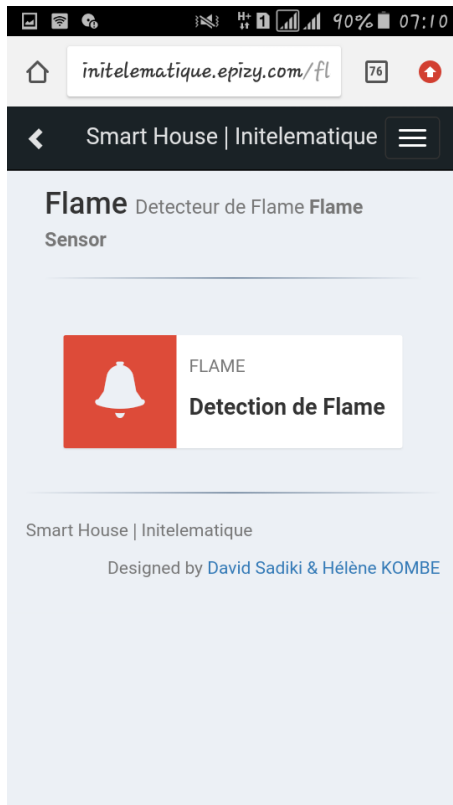 H+ 1 90% 07:10
initelematique.epizy.com/fl 76
Smart House | Initelematique
Flame Detecteur de Flame Flame
Sensor
FLAME
Detection de Flame
Smart House | Initelematique
Designed by David Sadiki & Hélène KOMBE